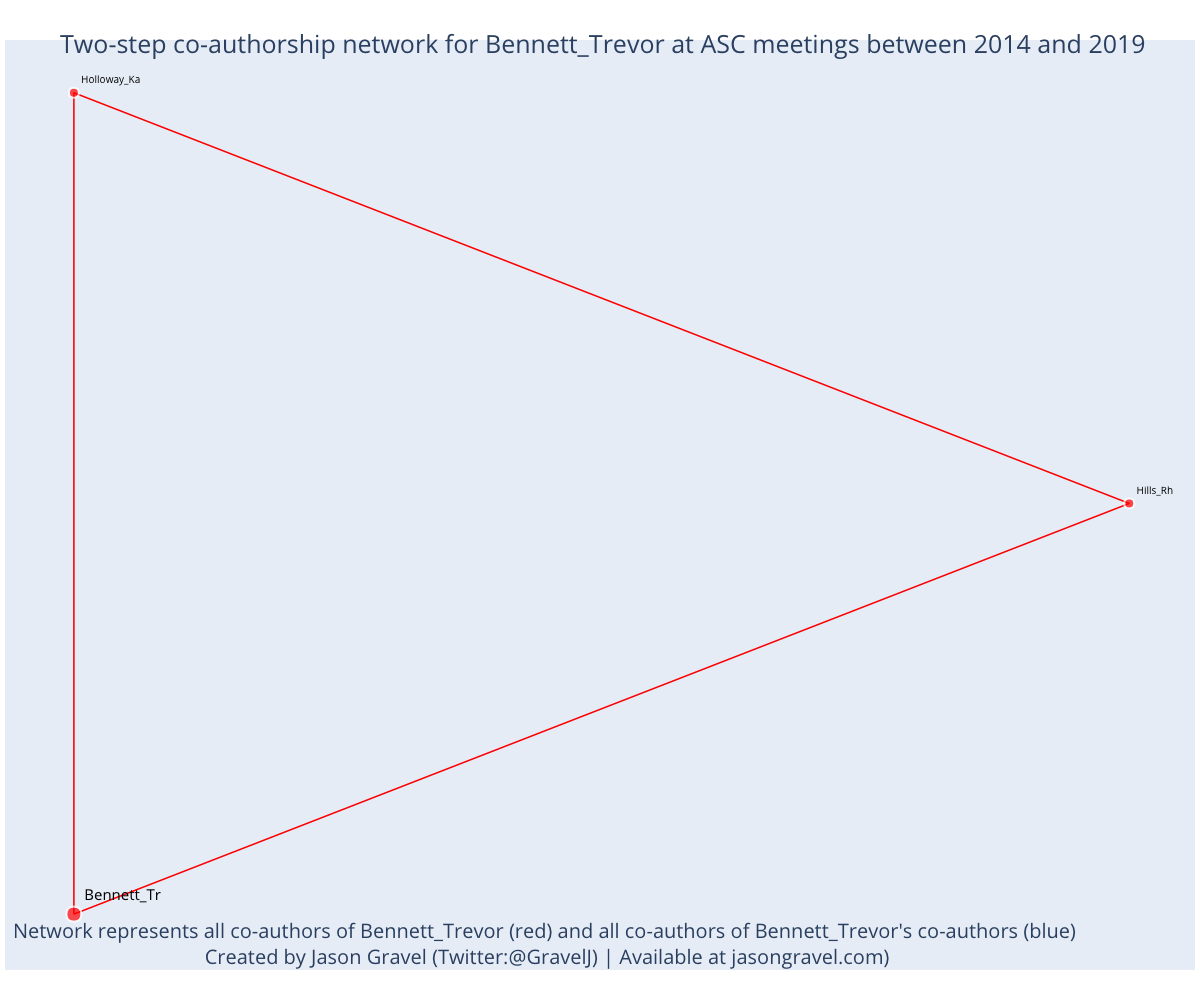 Two-step co-authorship network for Bennett_Trevor at ASC meetings between 2014 and 2019
Holloway_Ka
Hills_Rh
Bennett_Tr
Network represents all co-authors of Bennett_Trevor (red) and all co-authors of Bennett_Trevor's co-authors (blue)
Created by Jason Gravel (Twitter:@GravelJ) | Available at jasongravel.com)